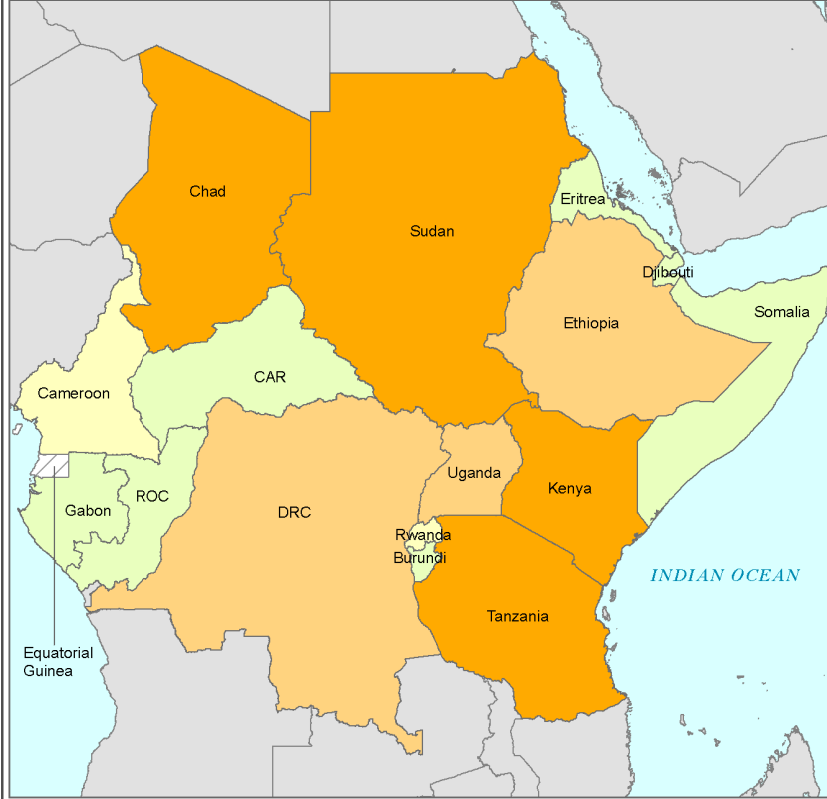 Chad
Sudan
Eritrea
Djibouti
Somalia
Ethiopia
CAR
Cameroon
Uganda
Kenya
ROC
Gabon
DRC
Rwanda
Burundi
INDIAN OCEAN
Tanzania
Equatorial
Guinea